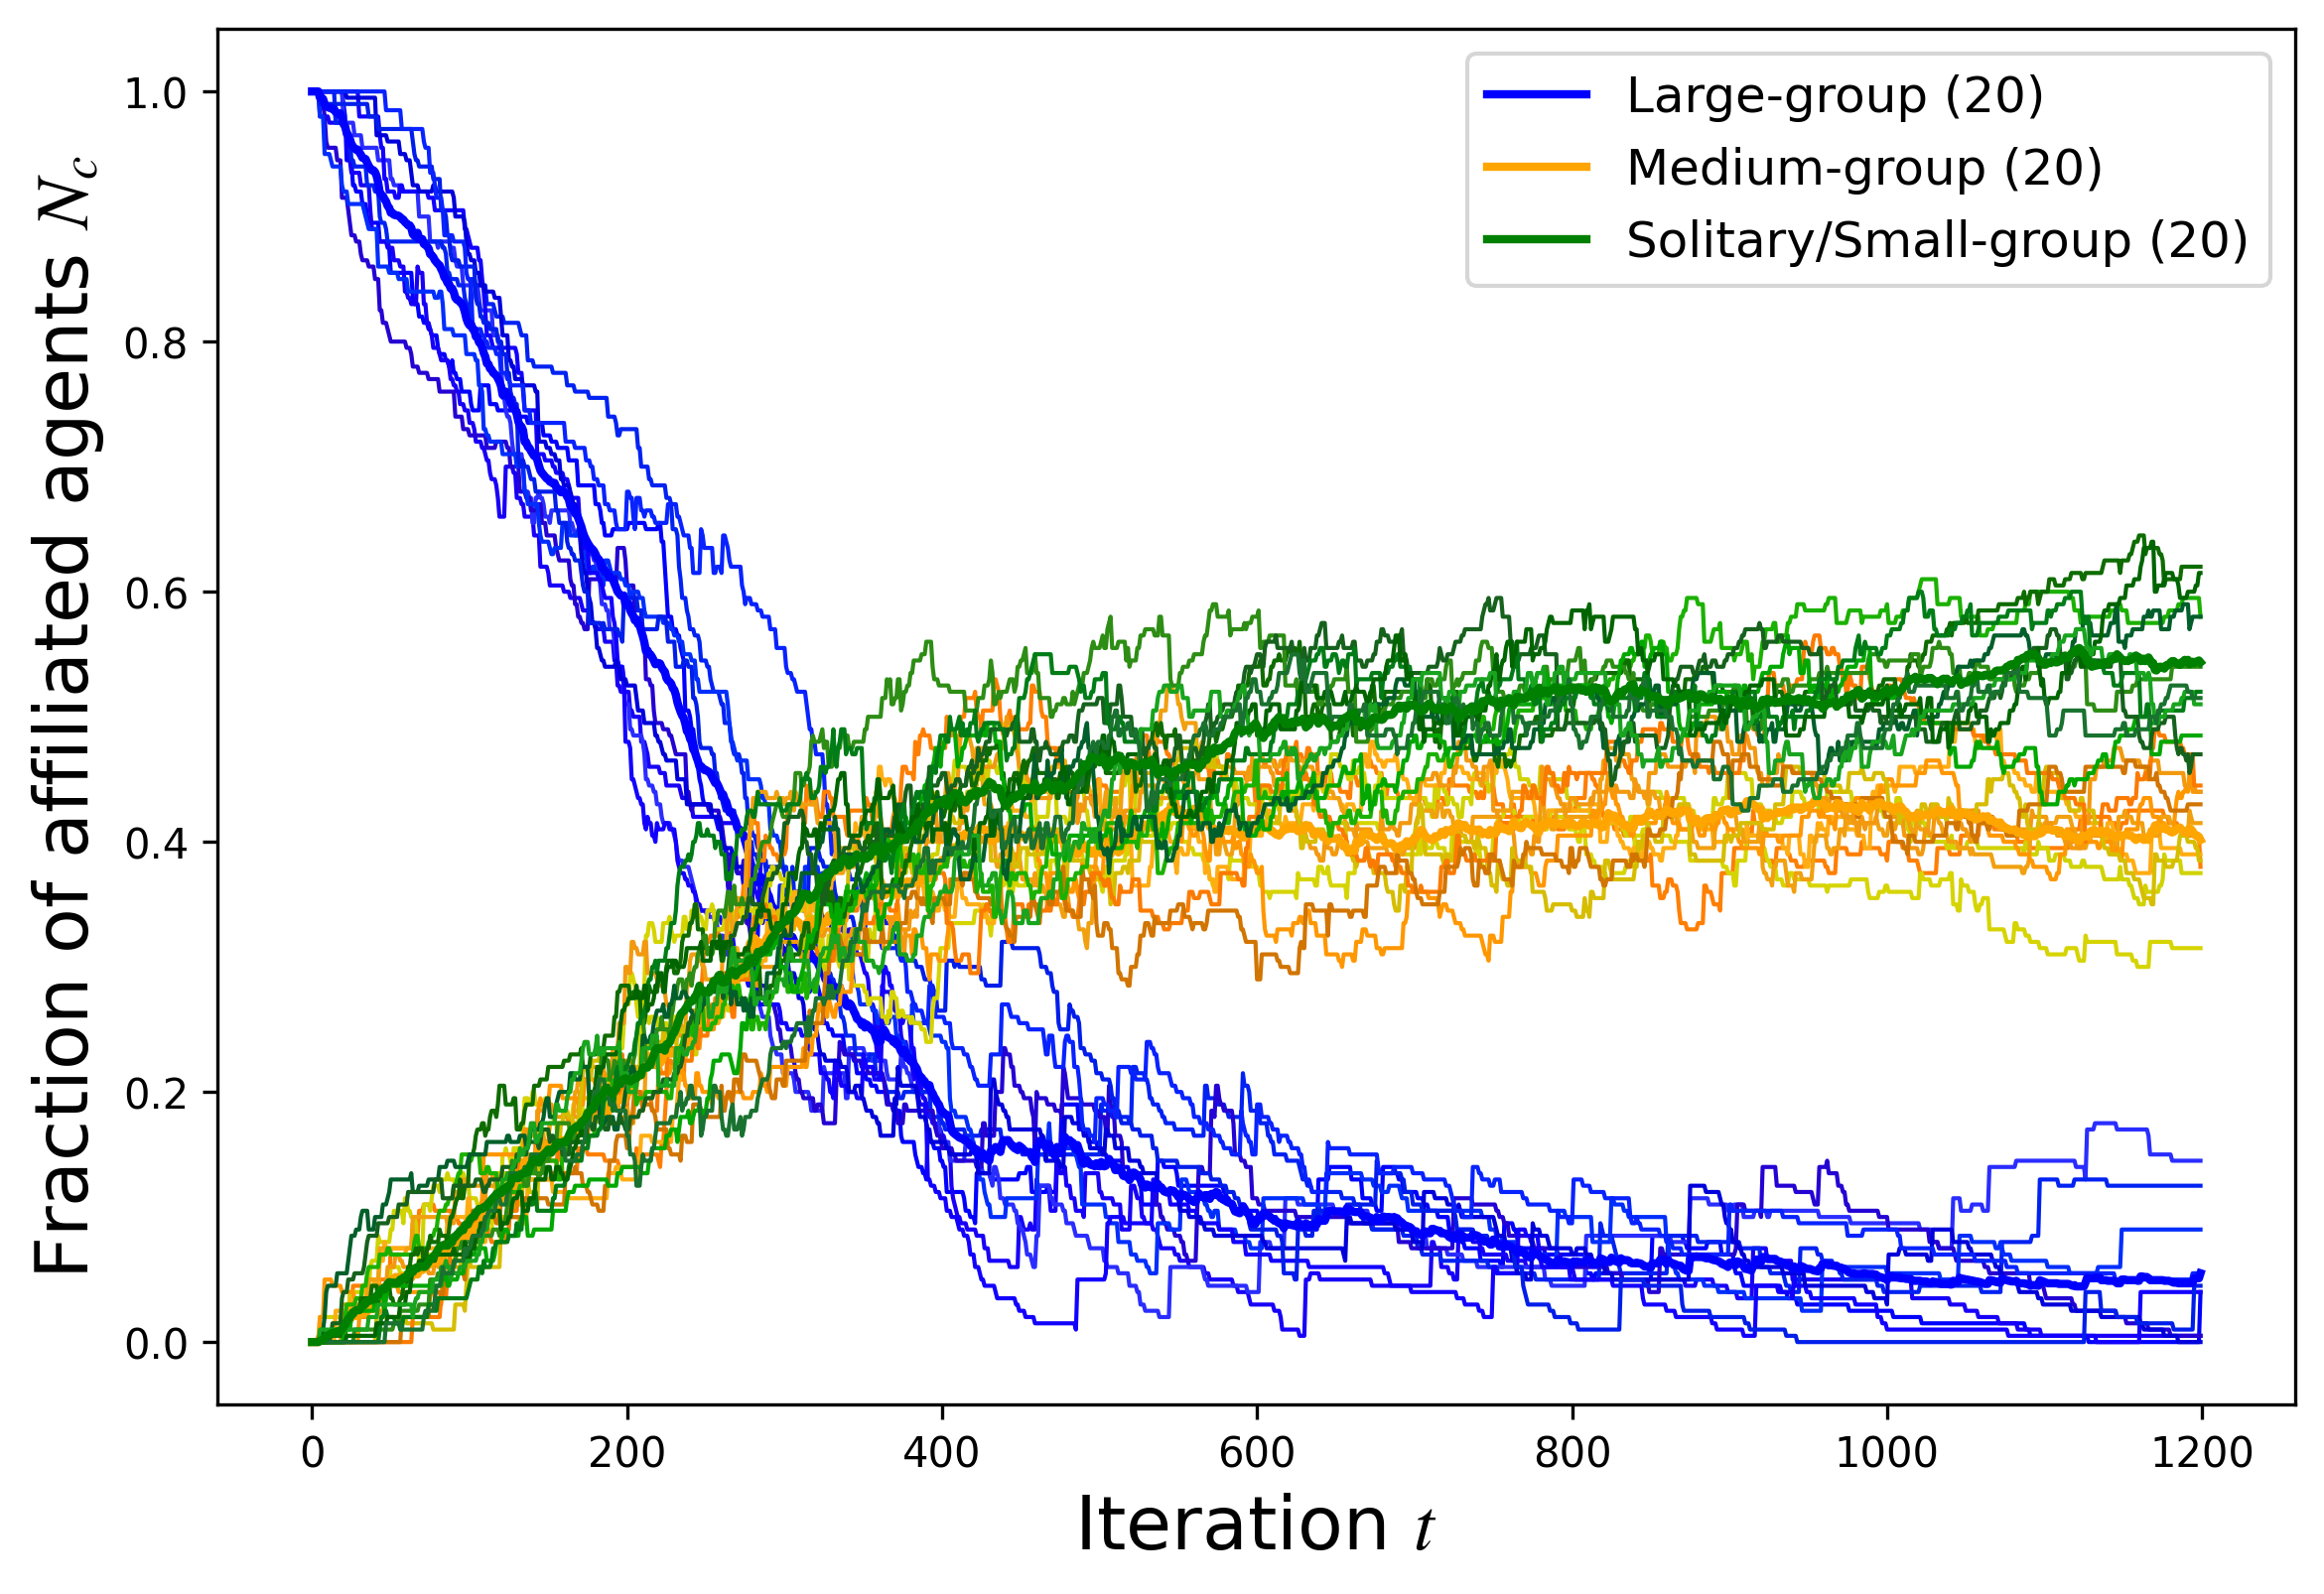 Large-group (20)
Medium-group (20)
Solitary/Small-group (20)
Fraction of affiliated agents N_c
1.0
0.8
0.6
0.4
0.2
0.0
0 200 400 600 800 1000 1200
Iteration t